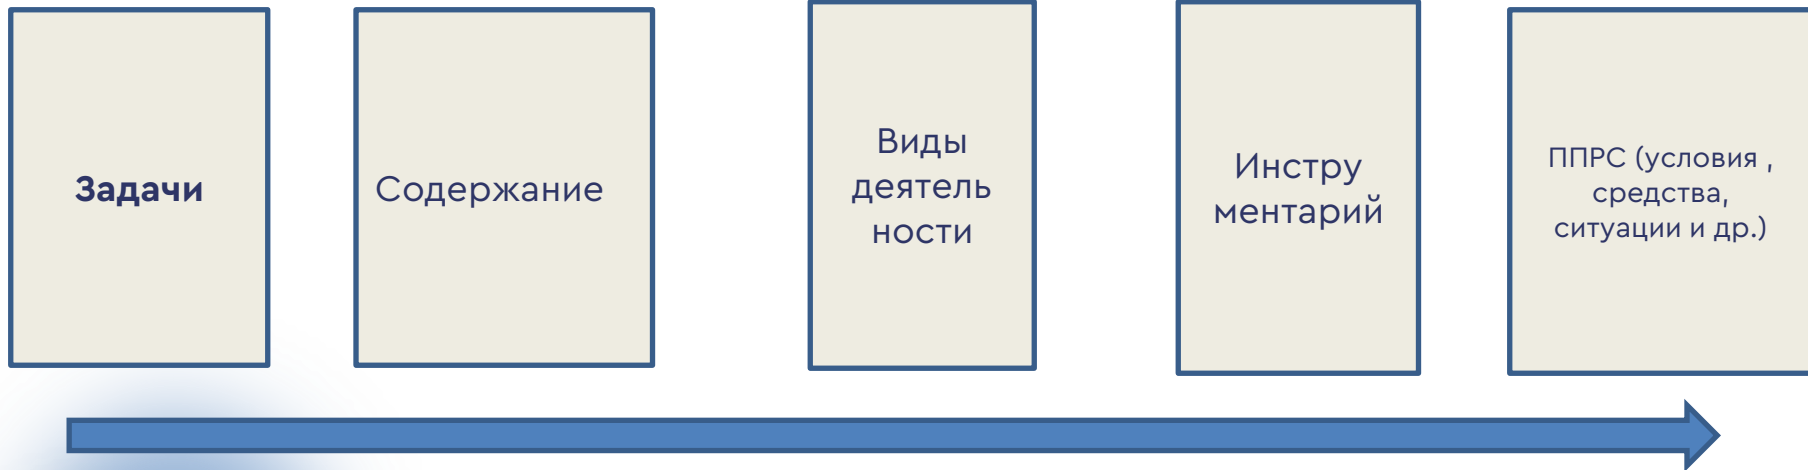 Задачи
Содержание
Виды
деятель
ности
Инстру
ментарий
ППРС (условия ,
средства,
ситуации и др.)